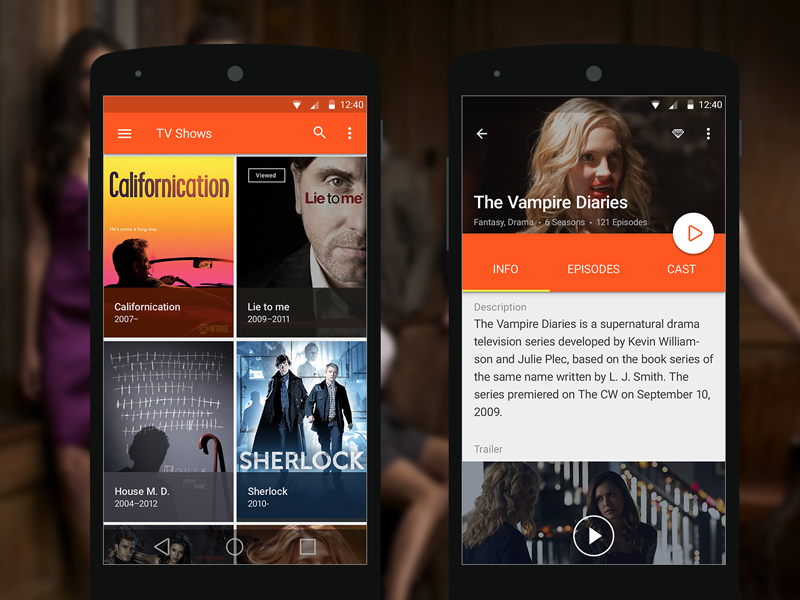 12:40
TV Shows
Californication
He's come a long way.
SHOWTIME
Californication
2007–
Viewed
Lie to me*
Lie to me
2009–2011
HOUSE
House M. D.
2004–2012
SHERLOCK
Sherlock
2010-
12:40
The Vampire Diaries
Fantasy, Drama • 6 Seasons • 121 Episodes
INFO
EPISODES
CAST
Description
The Vampire Diaries is a supernatural drama
television series developed by Kevin William-
son and Julie Plec, based on the book series of
the same name written by L. J. Smith. The
series premiered on The CW on September 10,
2009.
Trailer